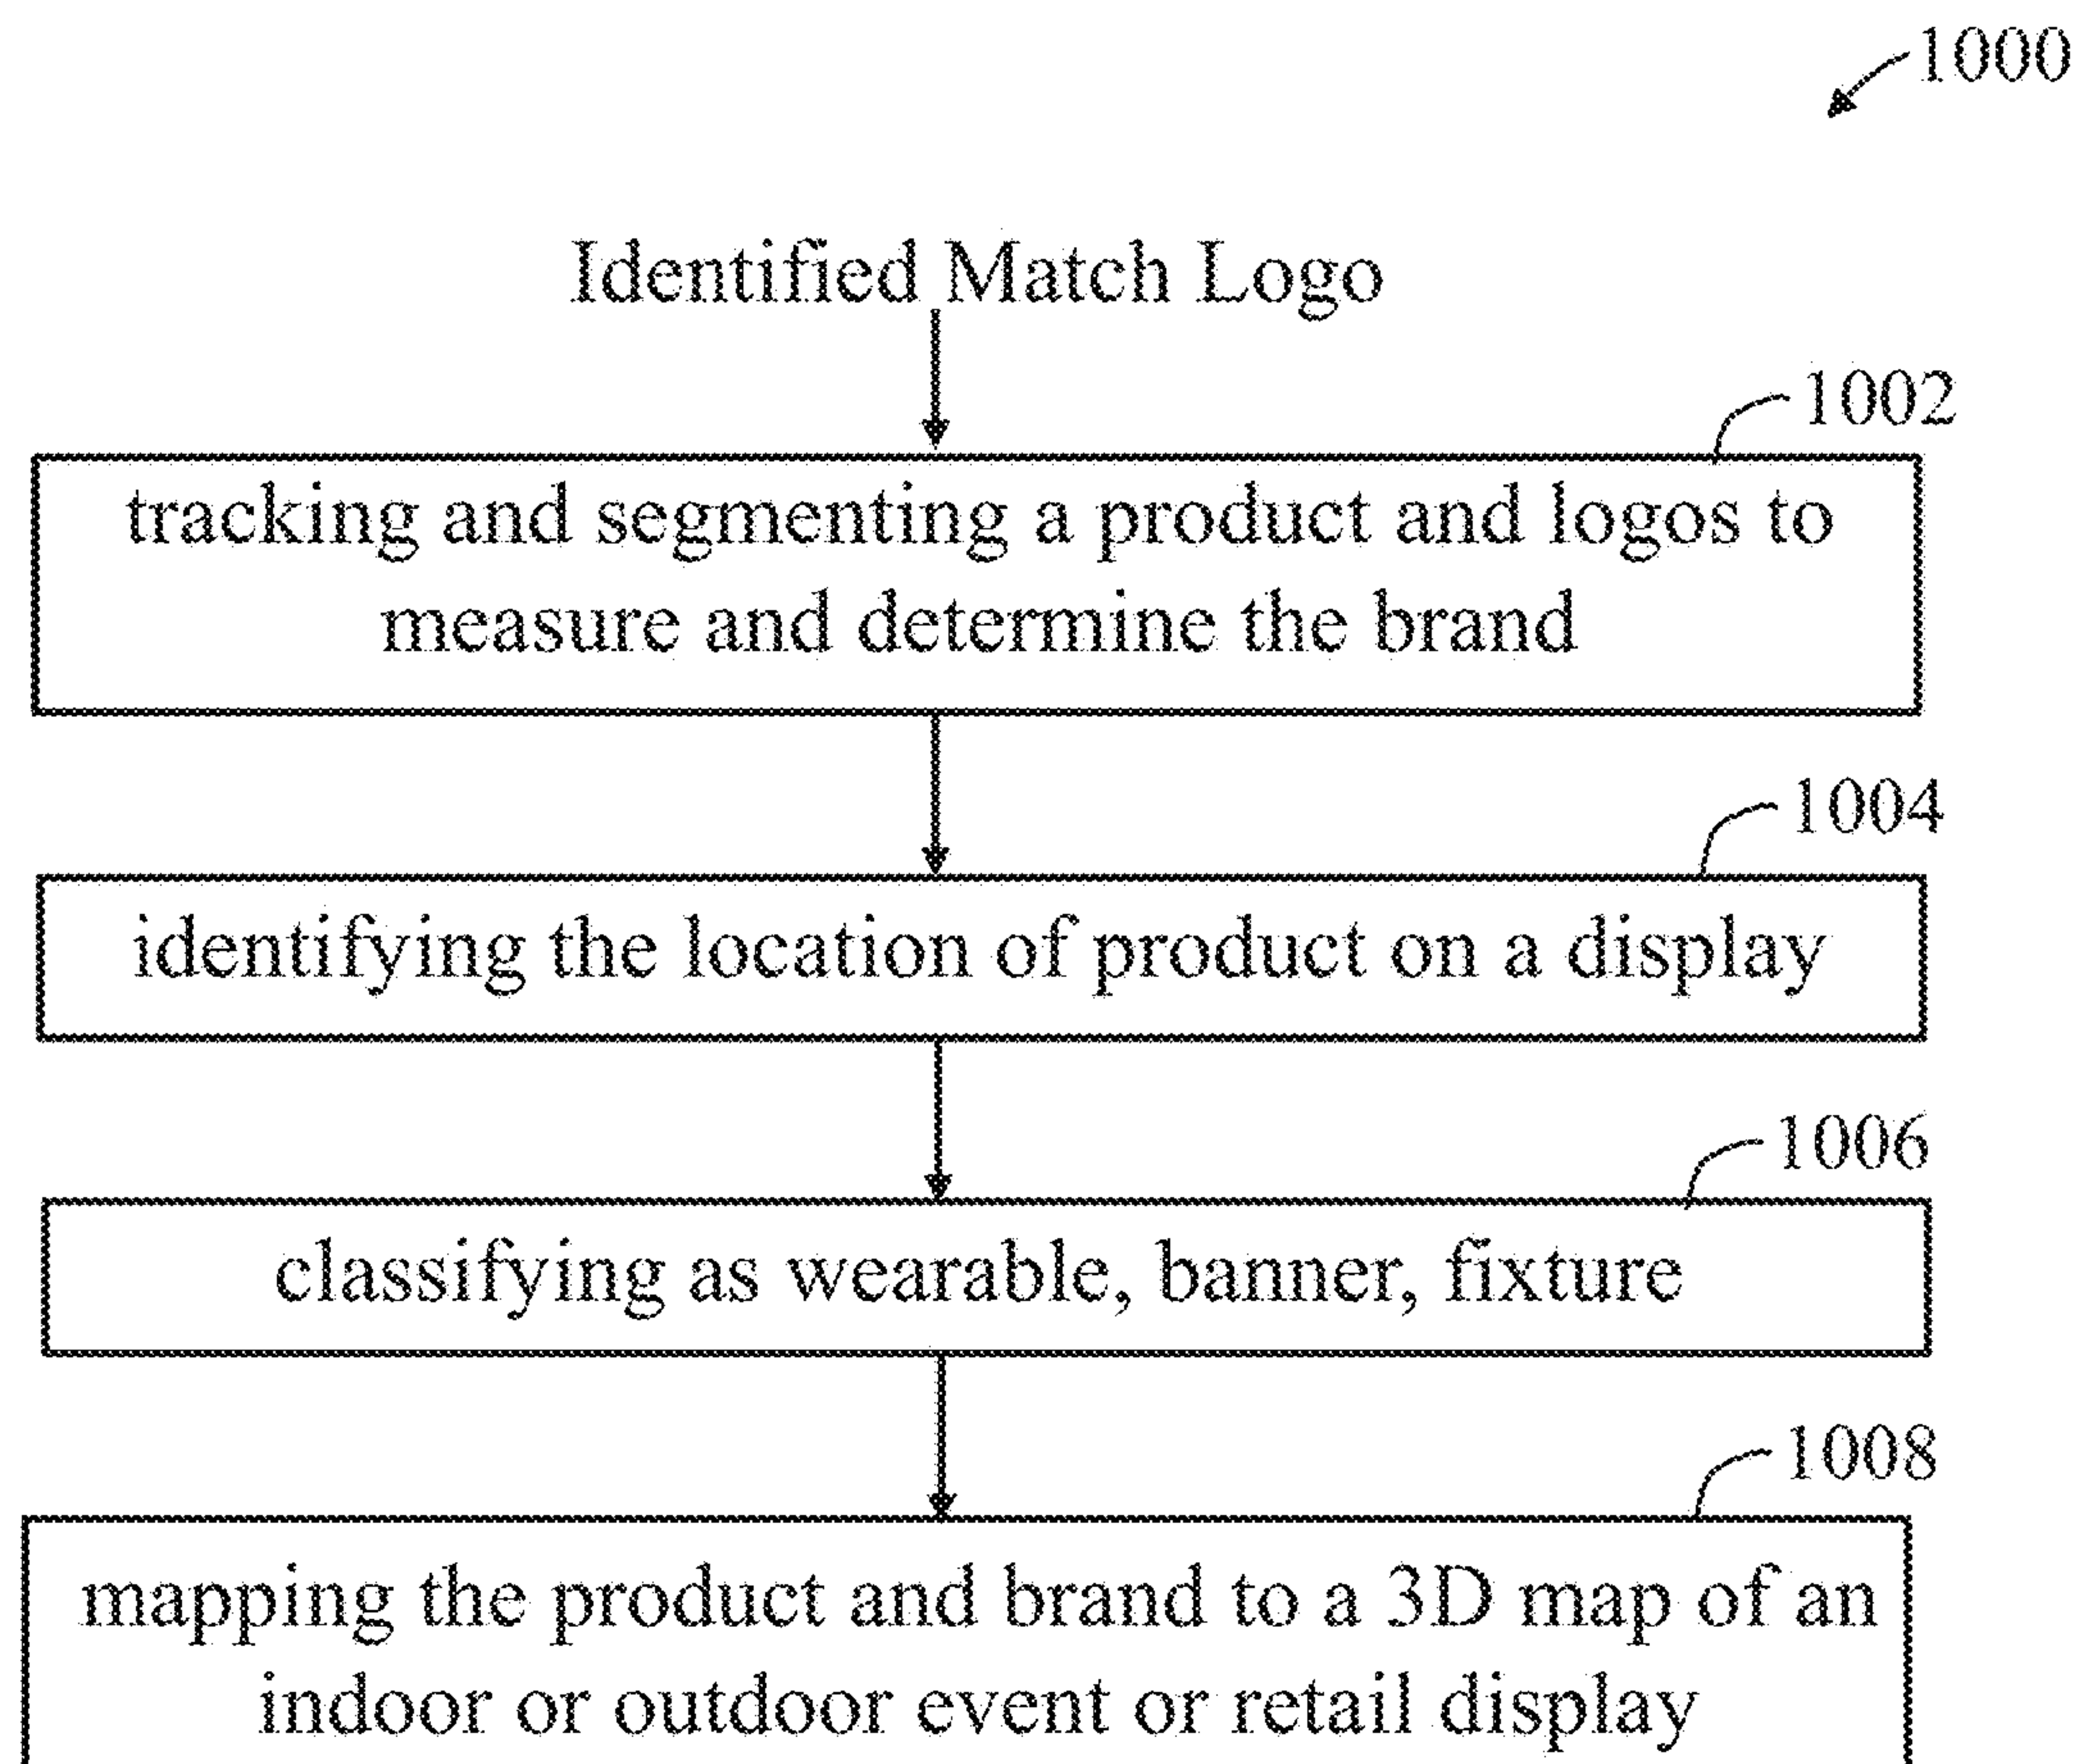 1000
Identified Match Logo
1002
tracking and segmenting a product and logos to
measure and determine the brand
1004
identifying the location of product on a display
1006
classifying as wearable, banner, fixture
1008
mapping the product and brand to a 3D map of an
indoor or outdoor event or retail display